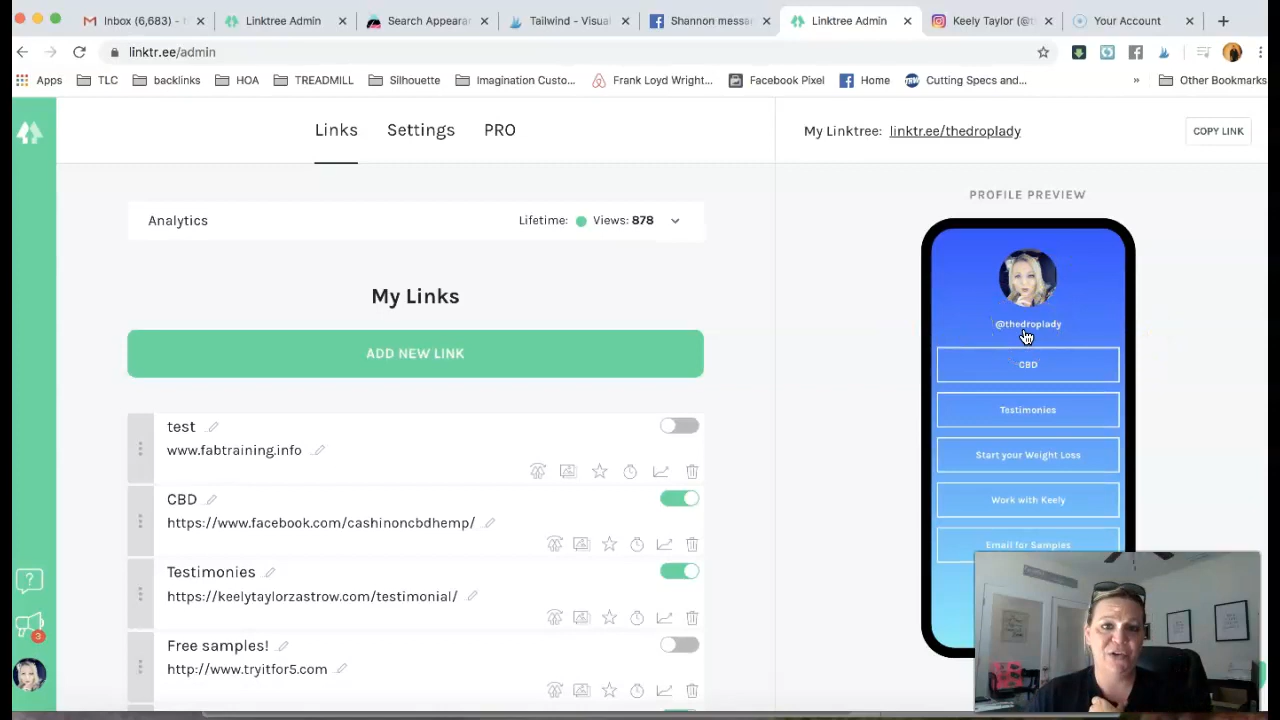 Inbox (6,683) - t
Linktree Admin
Search Appearan
Tailwind - Visual
Shannon messa
Linktree Admin
Keely Taylor (@t
Your Account
linktr.ee/admin
Apps
TLC
backlinks
HOA
TREADMILL
Silhouette
Imagination Custo...
Frank Loyd Wright...
Facebook Pixel
Home
Cutting Specs and...
»
Other Bookmarks
Links
Settings
PRO
My Linktree: linktr.ee/thedroplady
COPY LINK
Analytics
Lifetime: Views: 878
PROFILE PREVIEW
My Links
ADD NEW LINK
test
www.fabtraining.info
CBD
https://www.facebook.com/cashinoncbdhemp/
Testimonies
https://keelytaylorzastrow.com/testimonial/
Free samples!
http://www.tryitfor5.com
3
@thedroplady
CBD
Testimonies
Start your Weight Loss
Work with Keely
Email for Samples